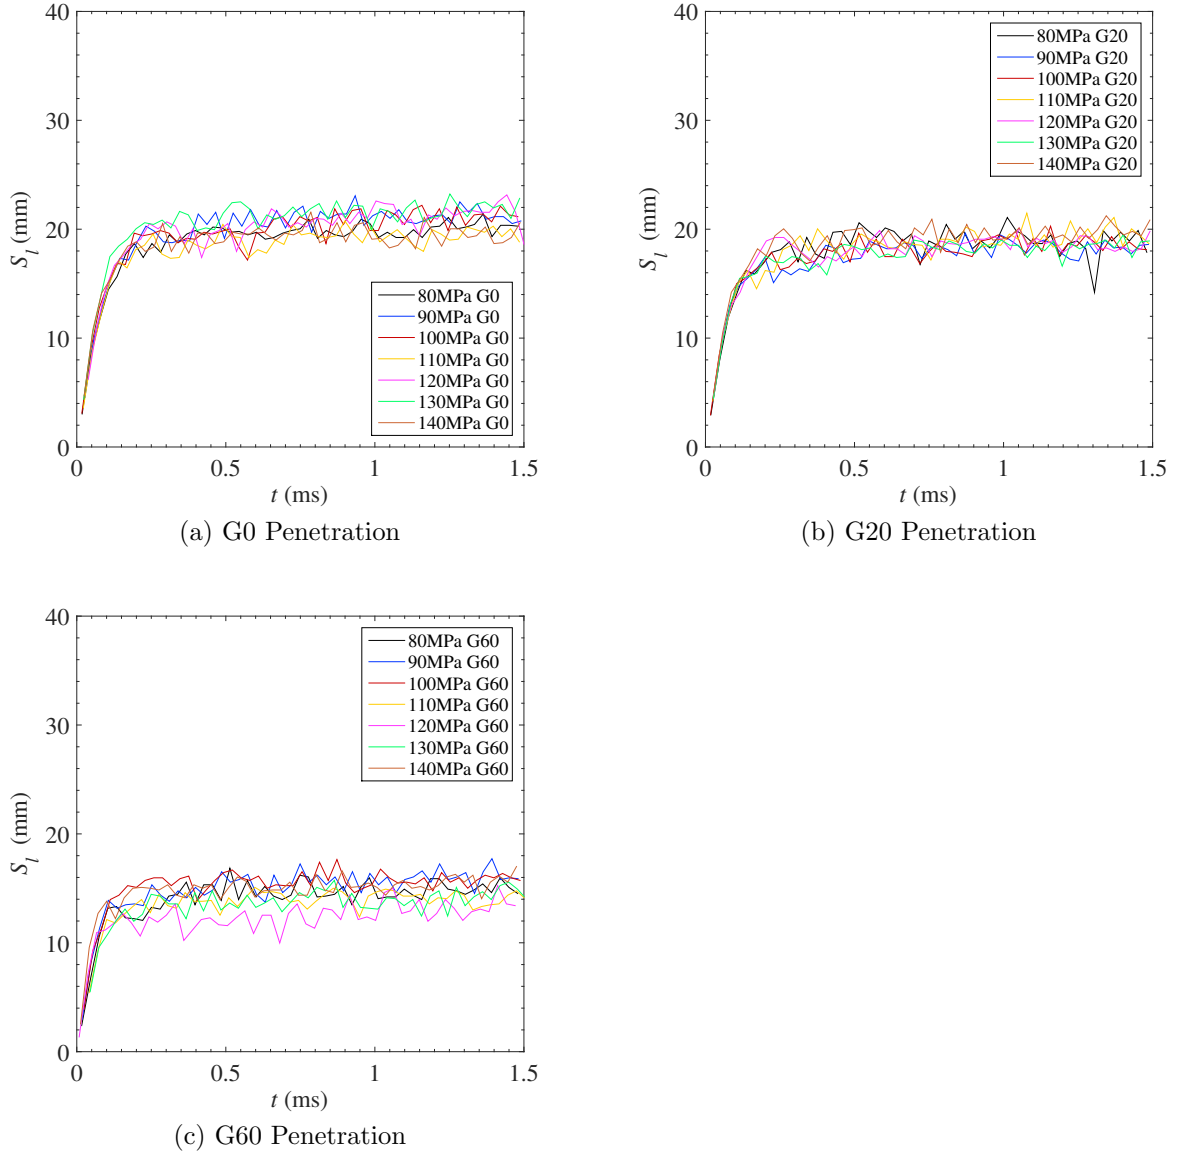 40
30
20
10
0
S_l (mm)
80MPa G0
90MPa G0
100MPa G0
110MPa G0
120MPa G0
130MPa G0
140MPa G0
0 0.5 1 1.5
t (ms)
(a) G0 Penetration
40
30
20
10
0
S_l (mm)
80MPa G20
90MPa G20
100MPa G20
110MPa G20
120MPa G20
130MPa G20
140MPa G20
0 0.5 1 1.5
t (ms)
(b) G20 Penetration
40
30
20
10
0
S_l (mm)
80MPa G60
90MPa G60
100MPa G60
110MPa G60
120MPa G60
130MPa G60
140MPa G60
0 0.5 1 1.5
t (ms)
(c) G60 Penetration